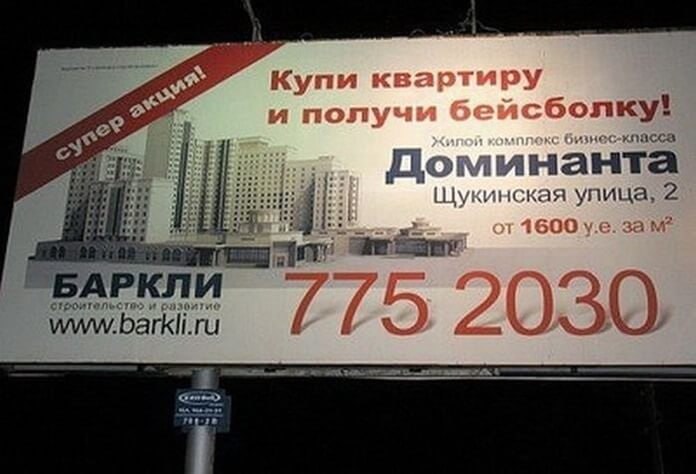 супер акция!
Купи квартиру
и получи бейсболку!
Жилой комплекс бизнес-класса
Доминанта
Щукинская улица, 2
от 1600 у.е. за м²
БАРКЛИ
строительство и развитие
www.barkli.ru
775 2030